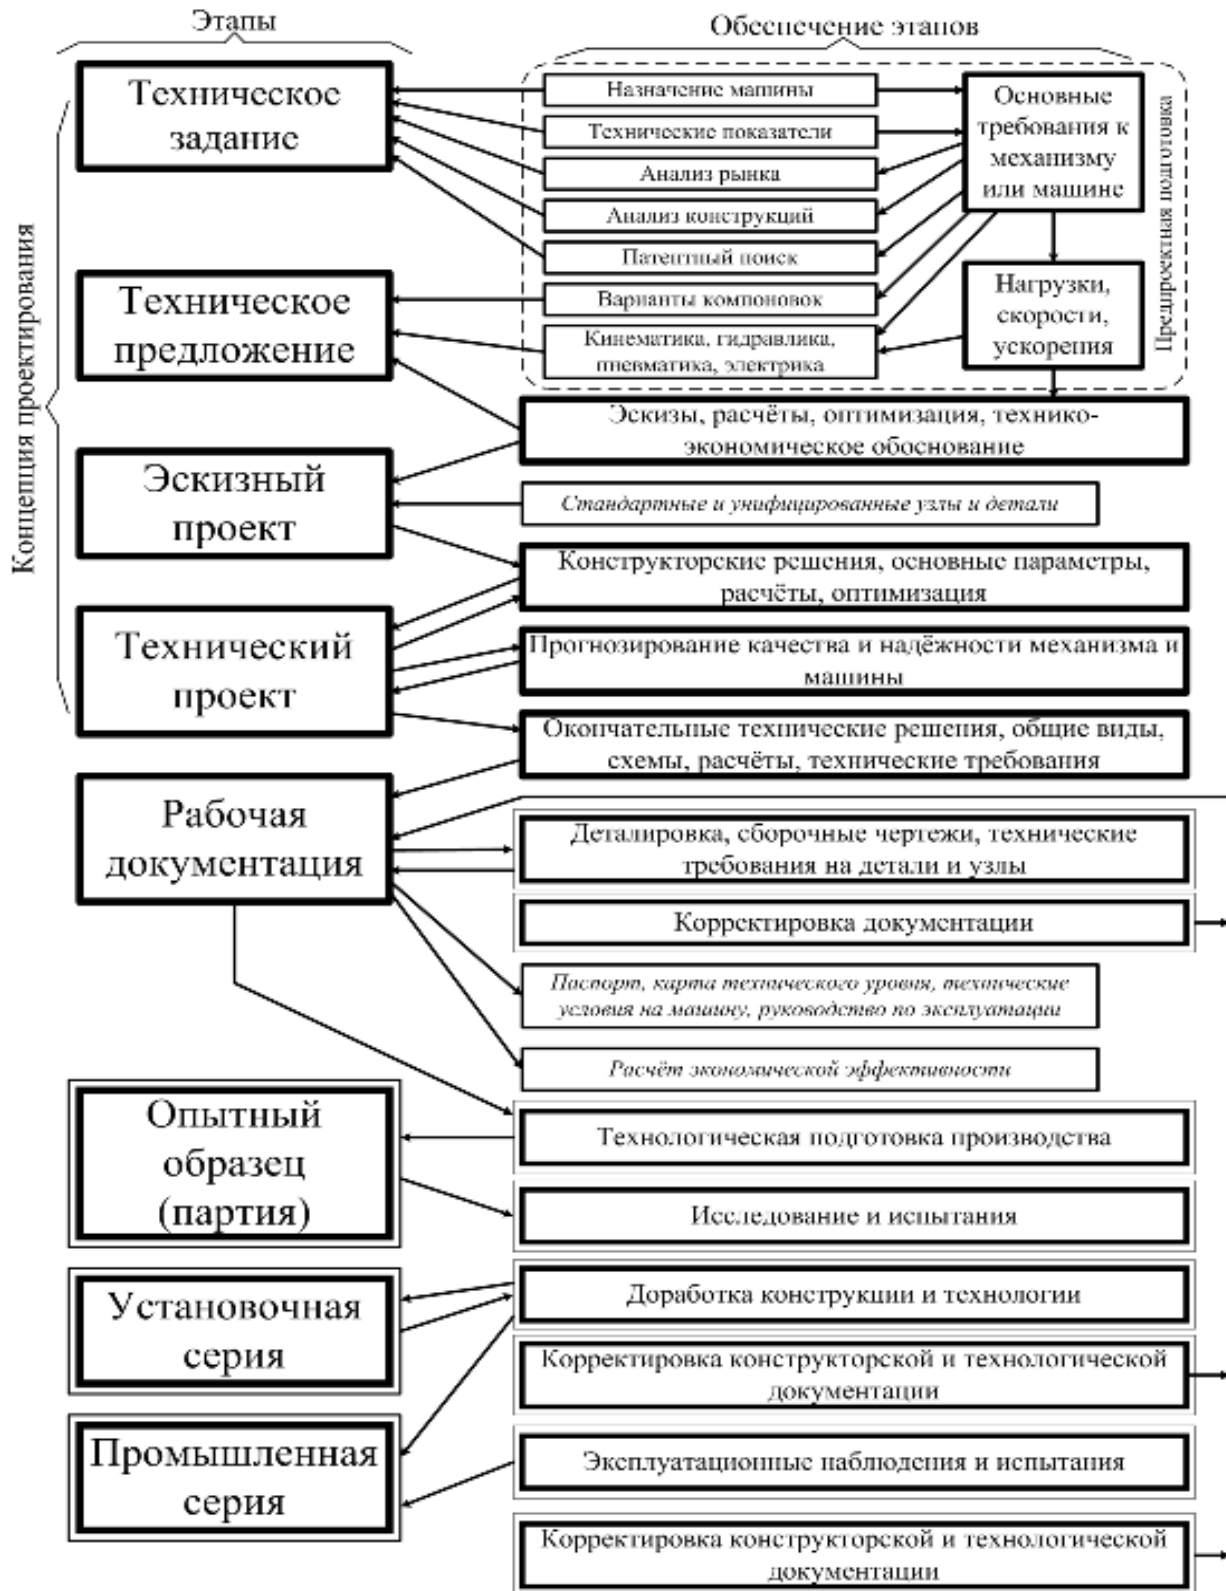 Этапы
Обеспечение этапов
Концепция проектирования
Техническое
задание
Назначение машины
Технические показатели
Анализ рынка
Анализ конструкций
Патентный поиск
Варианты компоновок
Кинематика, гидравлика,
пневматика, электрика
Основные
требования к
механизму
или машине
Нагрузки,
скорости,
ускорения
Предпроектная подготовка
Техническое
предложение
Эскизы, расчёты, оптимизация, технико-
экономическое обоснование
Эскизный
проект
Стандартные и унифицированные узлы и детали
Конструкторские решения, основные параметры,
расчёты, оптимизация
Технический
проект
Прогнозирование качества и надёжности механизма и
машины
Окончательные технические решения, общие виды,
схемы, расчёты, технические требования
Рабочая
документация
Деталировка, сборочные чертежи, технические
требования на детали и узлы
Корректировка документации
Паспорт, карта технического уровня, технические
условия на машину, руководство по эксплуатации
Расчёт экономической эффективности
Опытный
образец
(партия)
Технологическая подготовка производства
Исследование и испытания
Установочная
серия
Доработка конструкции и технологии
Корректировка конструкторской и технологической
документации
Промышленная
серия
Эксплуатационные наблюдения и испытания
Корректировка конструкторской и технологической
документации